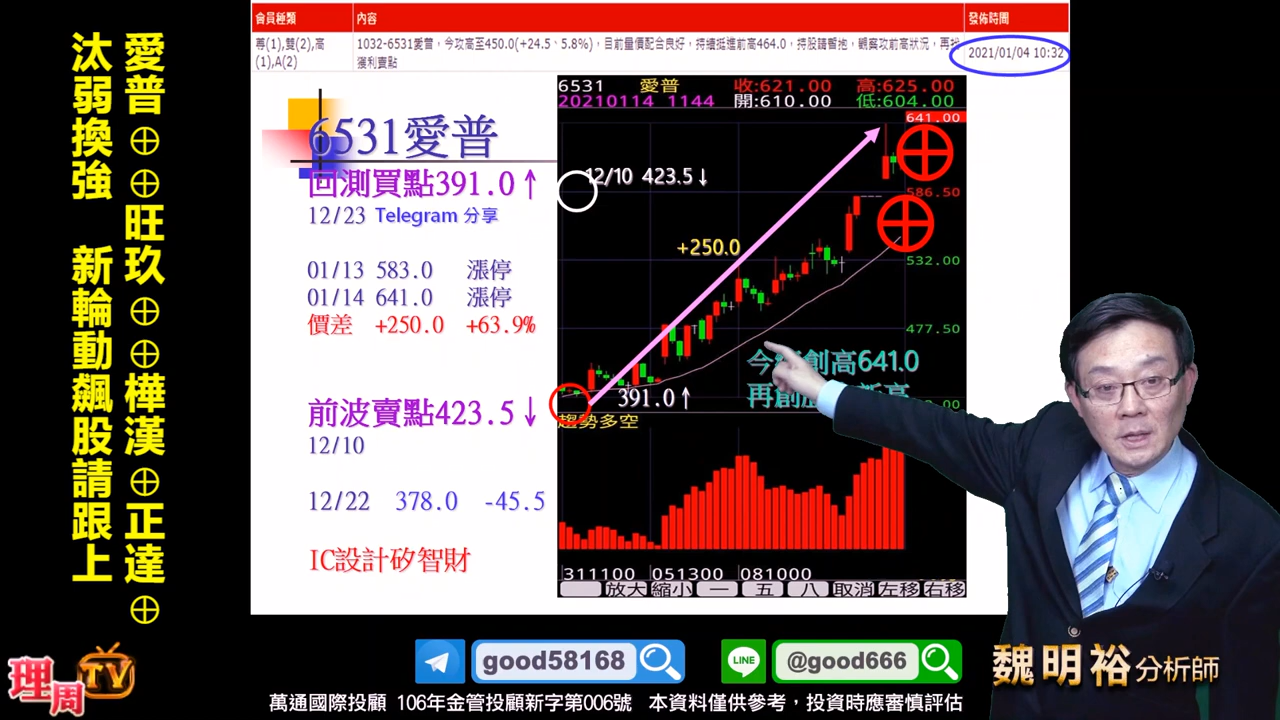 愛普⊕⊕旺玖⊕⊕樺漢⊕正達⊕
汰弱換強 新輪動飆股請跟上
會員種類 內容 發佈時間
尊(1),雙(2),高(1),A(2)
1032-6531愛普，今攻高至450.0(+24.5、5.8%)，目前量價配合良好，持續挺進前高464.0，持股請暫抱，觀察攻前高狀況，再找
獲利賣點
2021/01/04 10:32
6531愛普
回測買點391.0↑
12/23 Telegram 分享
01/13 583.0 漲停
01/14 641.0 漲停
價差 +250.0 +63.9%
前波賣點423.5↓
12/10
12/22 378.0 -45.5
IC設計矽智財
6531 愛普 收:621.00 高:625.00
20210114 1144 開:610.00 低:604.00
641.00
12/10 423.5↓
586.50
+250.0
532.00
477.50
創高641.0
391.0↑
趨勢多空
311100 051300 081000
放大 縮小 一 五 八 取消 左移 右移
理周TV
good58168
LINE
@good666
魏明裕分析師
萬通國際投顧 106年金管投顧新字第006號 本資料僅供參考，投資時應審慎評估